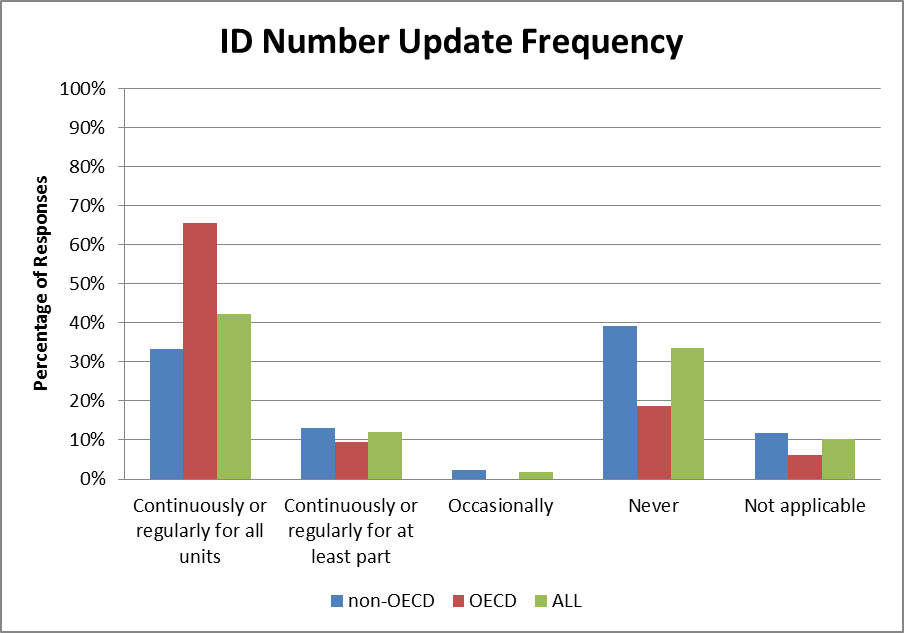 ID Number Update Frequency
Percentage of Responses
100%
90%
80%
70%
60%
50%
40%
30%
20%
10%
0%
Continuously or
regularly for all
units
Continuously or
regularly for at
least part
Occasionally
Never
Not applicable
non-OECD
OECD
ALL